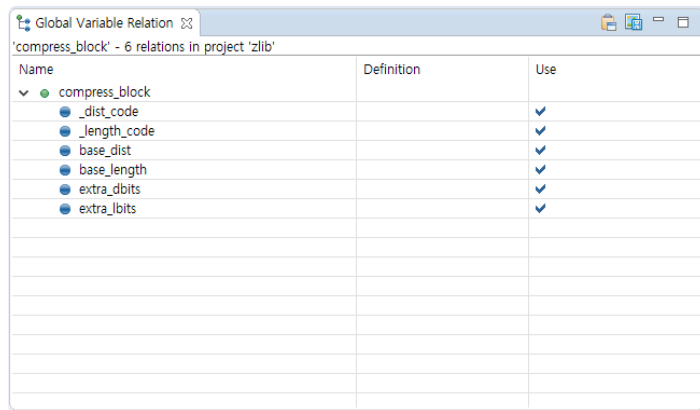 Global Variable Relation
'compress_block' - 6 relations in project 'zlib'
Name Definition Use
compress_block
_dist_code
_length_code
base_dist
base_length
extra_dbits
extra_lbits